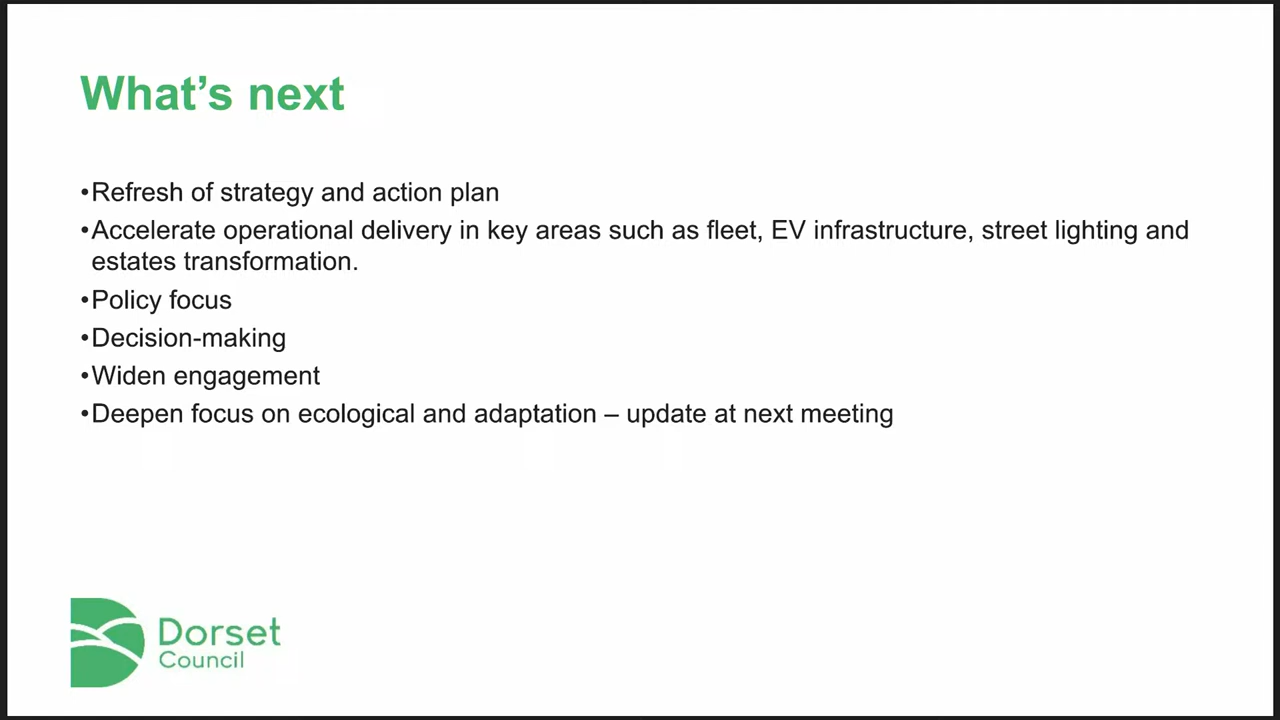 What’s next
•Refresh of strategy and action plan
•Accelerate operational delivery in key areas such as fleet, EV infrastructure, street lighting and
estates transformation.
•Policy focus
•Decision-making
•Widen engagement
•Deepen focus on ecological and adaptation – update at next meeting
Dorset
Council